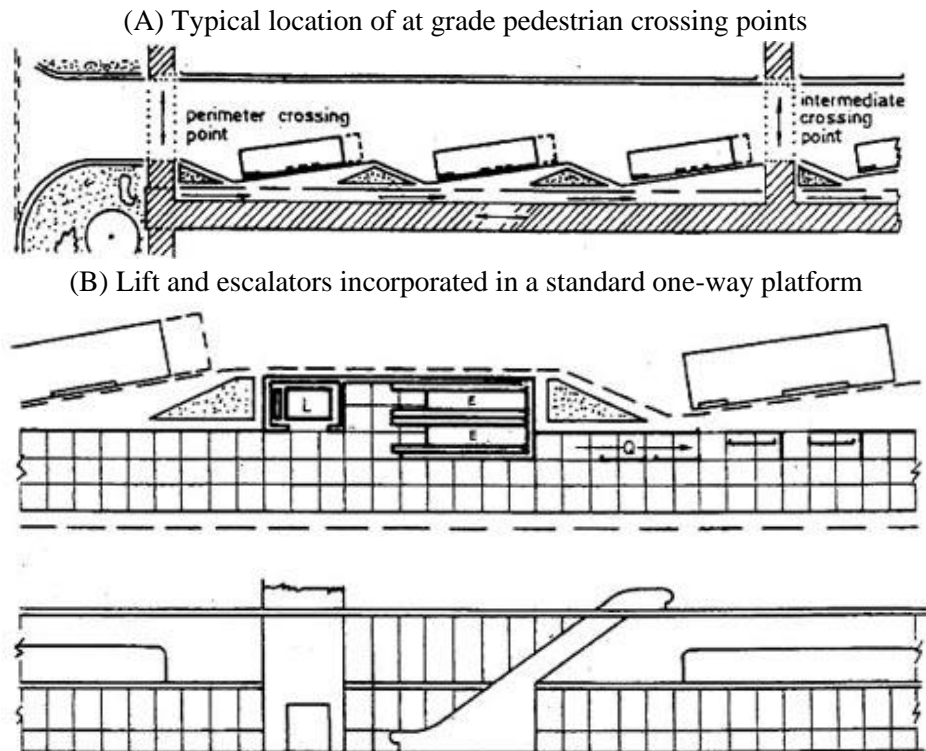 (A) Typical location of at grade pedestrian crossing points
perimeter crossing
point
intermediate
crossing
point
(B) Lift and escalators incorporated in a standard one-way platform
L
E
E
Q